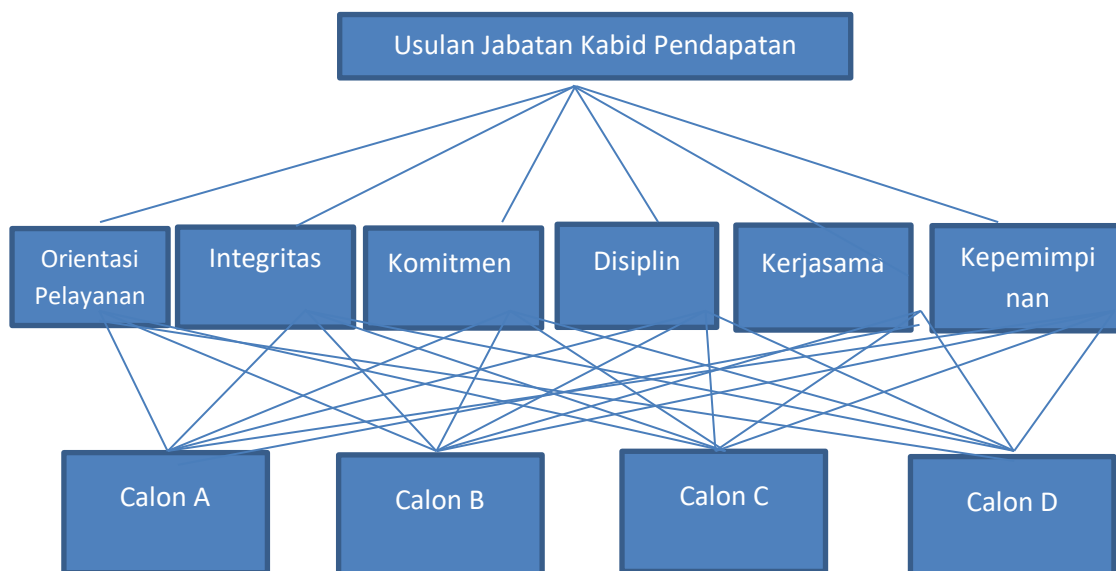 Usulan Jabatan Kabid Pendapatan
Orientasi
Pelayanan
Integritas
Komitmen
Disiplin
Kerjasama
Kepemimpi
nan
Calon A
Calon B
Calon C
Calon D